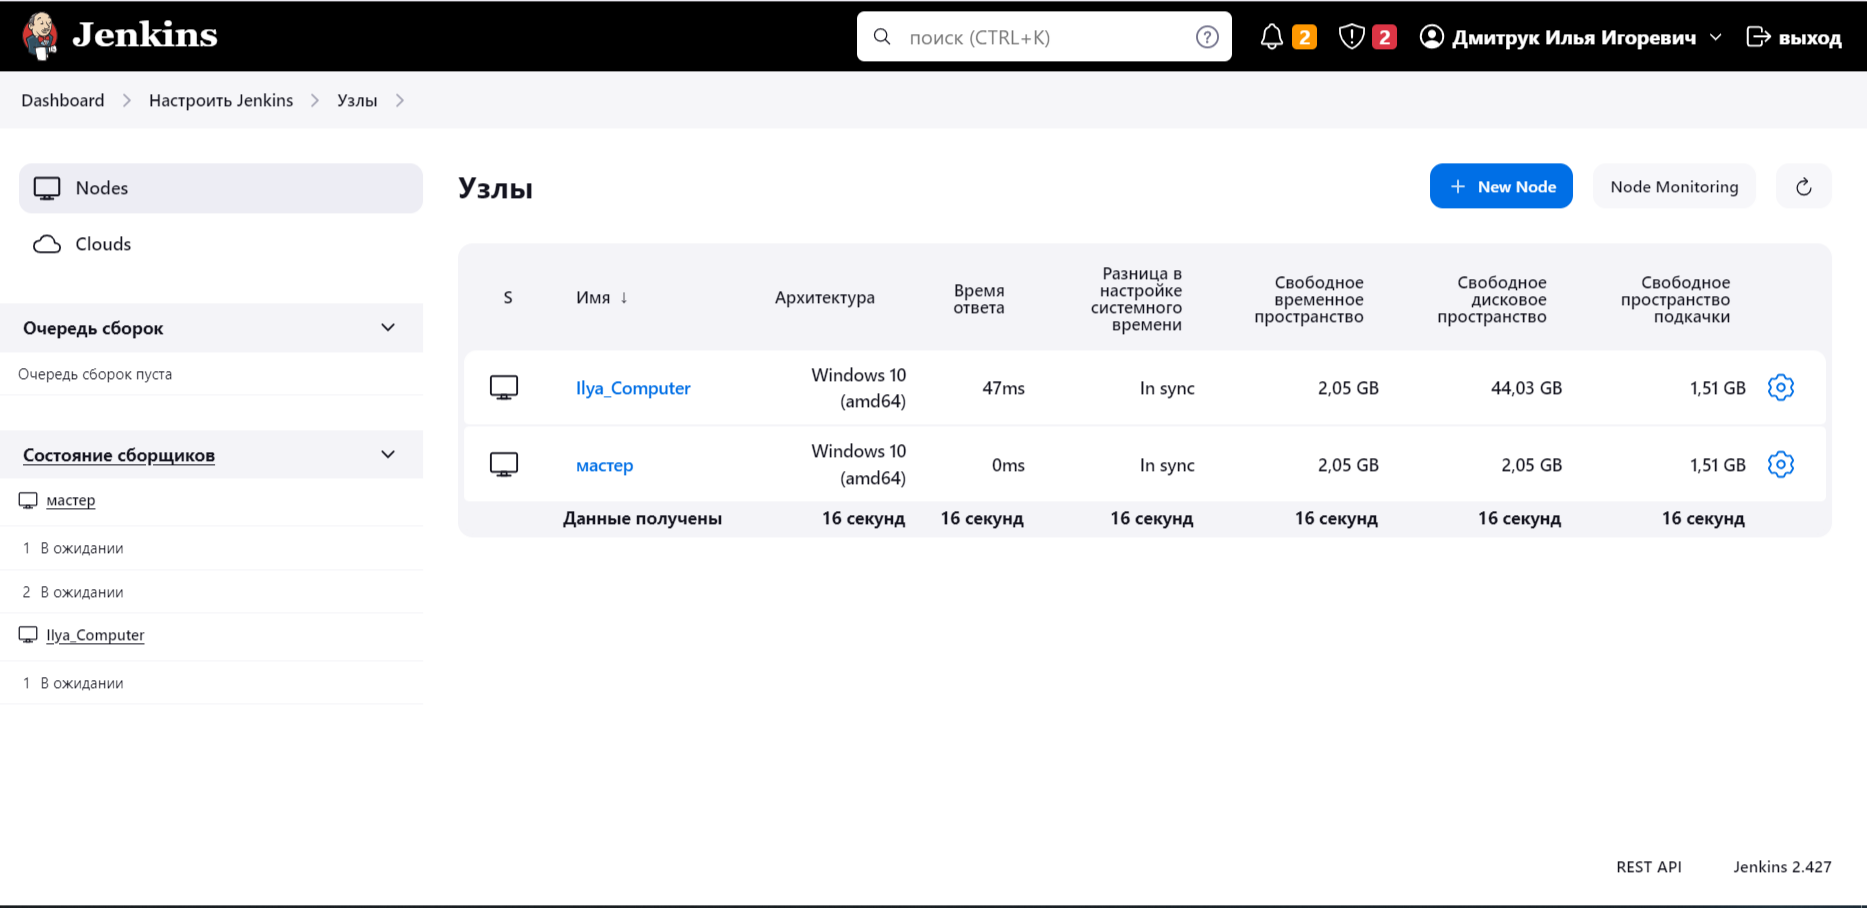 Jenkins
поиск (CTRL+K)
2
2
Дмитрук Илья Игоревич
выход
Dashboard
Настроить Jenkins
Узлы
Nodes
Clouds
Очередь сборок
Очередь сборок пуста
Состояние сборщиков
мастер
1 В ожидании
2 В ожидании
Ilya_Computer
1 В ожидании
Узлы
+ New Node
Node Monitoring
S
Имя ↓
Архитектура
Время
ответа
Разница в
настройке
системного
времени
Свободное
временное
пространство
Свободное
дисковое
пространство
Свободное
пространство
подкачки
Ilya_Computer
Windows 10
(amd64)
47ms
In sync
2,05 GB
44,03 GB
1,51 GB
мастер
Windows 10
(amd64)
0ms
In sync
2,05 GB
2,05 GB
1,51 GB
Данные получены
16 секунд
16 секунд
16 секунд
16 секунд
16 секунд
16 секунд
REST API
Jenkins 2.427